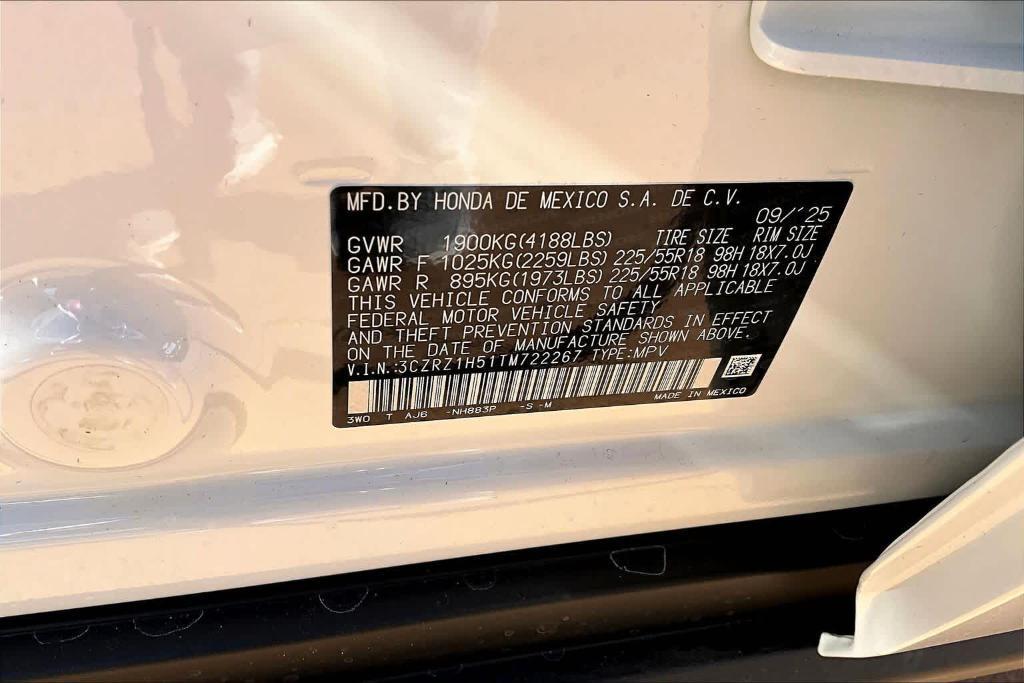 MFD.BY HONDA DE MEXICO S.A. DE C.V.
09/'25
GVWR 1900KG(4188LBS) TIRE SIZE RIM SIZE
GAWR F 1025KG(2259LBS) 225/55R18 98H 18X7.0J
GAWR R 895KG(1973LBS) 225/55R18 98H 18X7.0J
THIS VEHICLE CONFORMS TO ALL APPLICABLE
FEDERAL MOTOR VEHICLE SAFETY
AND THEFT PREVENTION STANDARDS IN EFFECT
ON THE DATE OF MANUFACTURE SHOWN ABOVE.
V.I.N.:3CZRZ1H51TM722267 TYPE:MPV
3W0 T AJ6 -NH883P -S -M MADE IN MEXICO